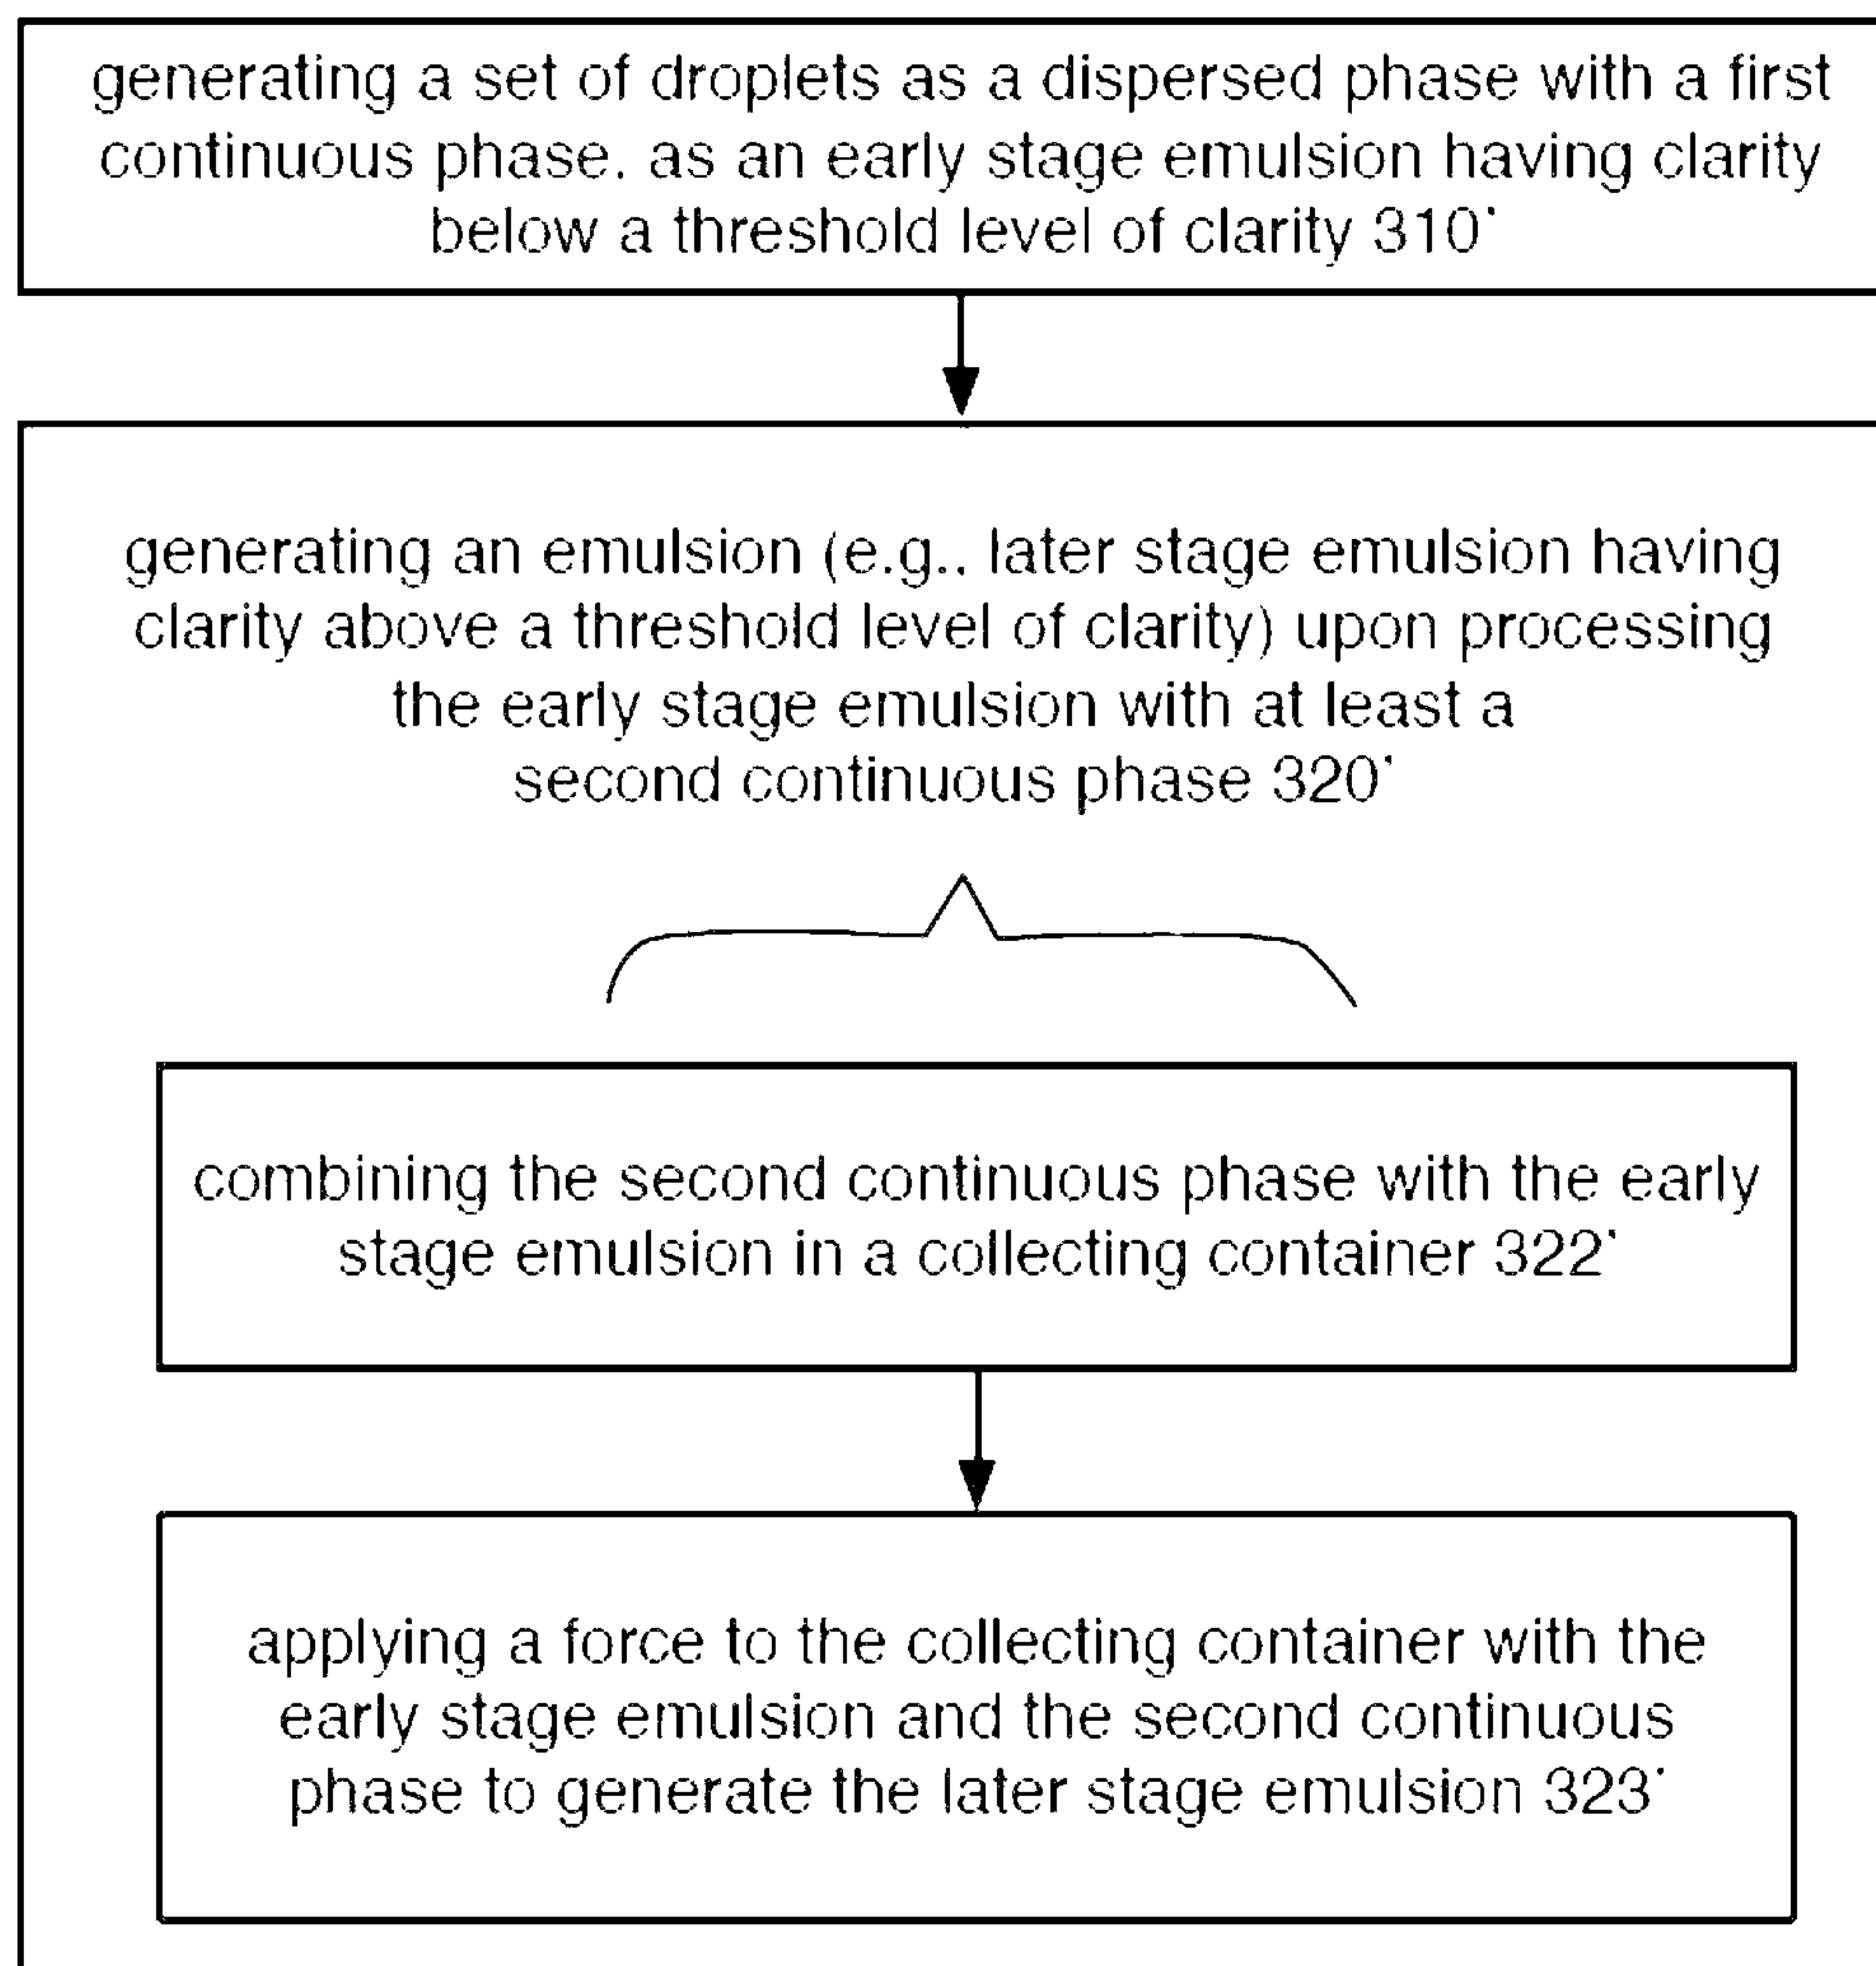 generating a set of droplets as a dispersed phase with a first
continuous phase, as an early stage emulsion having clarity
below a threshold level of clarity 310'
generating an emulsion (e.g., later stage emulsion having
clarity above a threshold level of clarity) upon processing
the early stage emulsion with at least a
second continuous phase 320'
combining the second continuous phase with the early
stage emulsion in a collecting container 322'
applying a force to the collecting container with the
early stage emulsion and the second continuous
phase to generate the later stage emulsion 323'